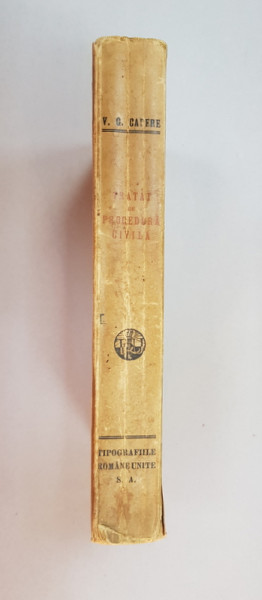 V. G. CADERE
TRATAT
DE
PROCEDURĂ
CIVILĂ
TIPOGRAFIILE
ROMÂNE UNITE
S. A.